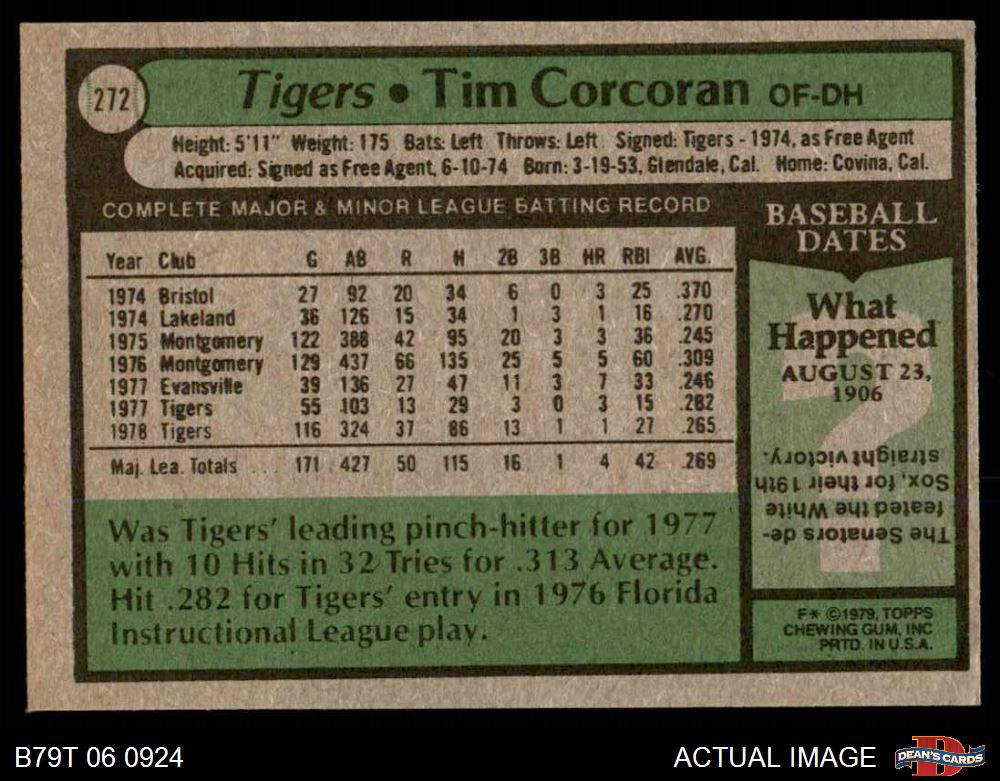 272
Tigers • Tim Corcoran OF-DH
Height: 5'11" Weight: 175 Bats: Left Throws: Left Signed: Tigers - 1974, as Free Agent
Acquired: Signed as Free Agent, 6-10-74 Born: 3-19-53, Glendale, Cal. Home: Covina, Cal.
COMPLETE MAJOR & MINOR LEAGUE BATTING RECORD
Year Club G AB R H 2B 3B HR RBI AVG.
1974 Bristol 27 92 20 34 6 0 3 25 .370
1974 Lakeland 36 126 15 34 1 3 1 16 .270
1975 Montgomery 122 388 42 95 20 3 3 36 .245
1976 Montgomery 129 437 66 135 25 5 5 60 .309
1977 Evansville 39 136 27 47 11 3 7 33 .246
1977 Tigers 55 103 13 29 3 0 3 15 .282
1978 Tigers 116 324 37 86 13 1 1 27 .265
Maj. Lea. Totals ... 171 427 50 115 16 1 4 42 .269
Was Tigers' leading pinch-hitter for 1977
with 10 Hits in 32 Tries for .313 Average.
Hit .282 for Tigers' entry in 1976 Florida
Instructional League play.
BASEBALL
DATES
What
Happened
AUGUST 23,
1906
?
The Senators de-
feated the White
Sox, for their 19th
straight victory.
F✱ ©1979, TOPPS
CHEWING GUM, INC
PRTD. IN U.S.A.
B79T 06 0924
ACTUAL IMAGE
D
DEAN'S CARDS